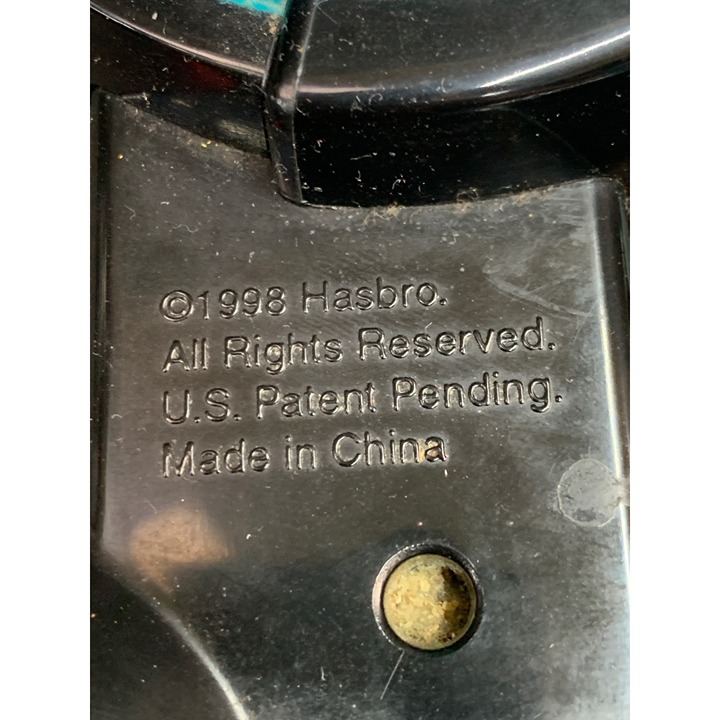 ©1998 Hasbro.
All Rights Reserved.
U.S. Patent Pending.
Made in China